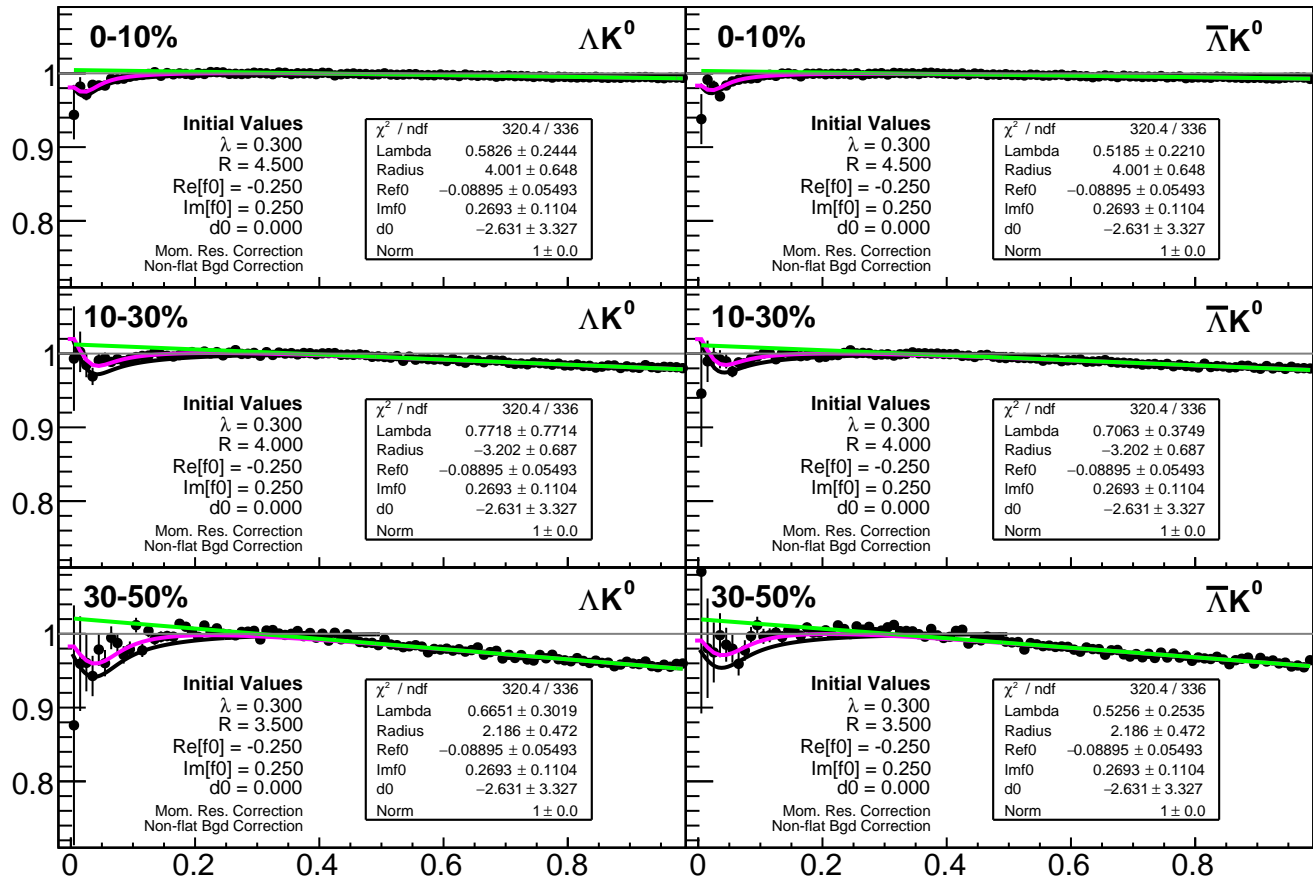 0-10%
ΛK⁰
Initial Values
λ = 0.300
R = 4.500
Re[f0] = -0.250
Im[f0] = 0.250
d0 = 0.000
Mom. Res. Correction
Non-flat Bgd Correction
χ² / ndf 320.4 / 336
Lambda 0.5826 ± 0.2444
Radius 4.001 ± 0.648
Ref0 −0.08895 ± 0.05493
Imf0 0.2693 ± 0.1104
d0 −2.631 ± 3.327
Norm 1 ± 0.0
1
0.9
0.8
0-10%
Λ̅K⁰
Initial Values
λ = 0.300
R = 4.500
Re[f0] = -0.250
Im[f0] = 0.250
d0 = 0.000
Mom. Res. Correction
Non-flat Bgd Correction
χ² / ndf 320.4 / 336
Lambda 0.5185 ± 0.2210
Radius 4.001 ± 0.648
Ref0 −0.08895 ± 0.05493
Imf0 0.2693 ± 0.1104
d0 −2.631 ± 3.327
Norm 1 ± 0.0
10-30%
ΛK⁰
Initial Values
λ = 0.300
R = 4.000
Re[f0] = -0.250
Im[f0] = 0.250
d0 = 0.000
Mom. Res. Correction
Non-flat Bgd Correction
χ² / ndf 320.4 / 336
Lambda 0.7718 ± 0.7714
Radius −3.202 ± 0.687
Ref0 −0.08895 ± 0.05493
Imf0 0.2693 ± 0.1104
d0 −2.631 ± 3.327
Norm 1 ± 0.0
1
0.9
0.8
10-30%
Λ̅K⁰
Initial Values
λ = 0.300
R = 4.000
Re[f0] = -0.250
Im[f0] = 0.250
d0 = 0.000
Mom. Res. Correction
Non-flat Bgd Correction
χ² / ndf 320.4 / 336
Lambda 0.7063 ± 0.3749
Radius −3.202 ± 0.687
Ref0 −0.08895 ± 0.05493
Imf0 0.2693 ± 0.1104
d0 −2.631 ± 3.327
Norm 1 ± 0.0
30-50%
ΛK⁰
Initial Values
λ = 0.300
R = 3.500
Re[f0] = -0.250
Im[f0] = 0.250
d0 = 0.000
Mom. Res. Correction
Non-flat Bgd Correction
χ² / ndf 320.4 / 336
Lambda 0.6651 ± 0.3019
Radius 2.186 ± 0.472
Ref0 −0.08895 ± 0.05493
Imf0 0.2693 ± 0.1104
d0 −2.631 ± 3.327
Norm 1 ± 0.0
1
0.9
0.8
30-50%
Λ̅K⁰
Initial Values
λ = 0.300
R = 3.500
Re[f0] = -0.250
Im[f0] = 0.250
d0 = 0.000
Mom. Res. Correction
Non-flat Bgd Correction
χ² / ndf 320.4 / 336
Lambda 0.5256 ± 0.2535
Radius 2.186 ± 0.472
Ref0 −0.08895 ± 0.05493
Imf0 0.2693 ± 0.1104
d0 −2.631 ± 3.327
Norm 1 ± 0.0
0 0.2 0.4 0.6 0.8 0 0.2 0.4 0.6 0.8